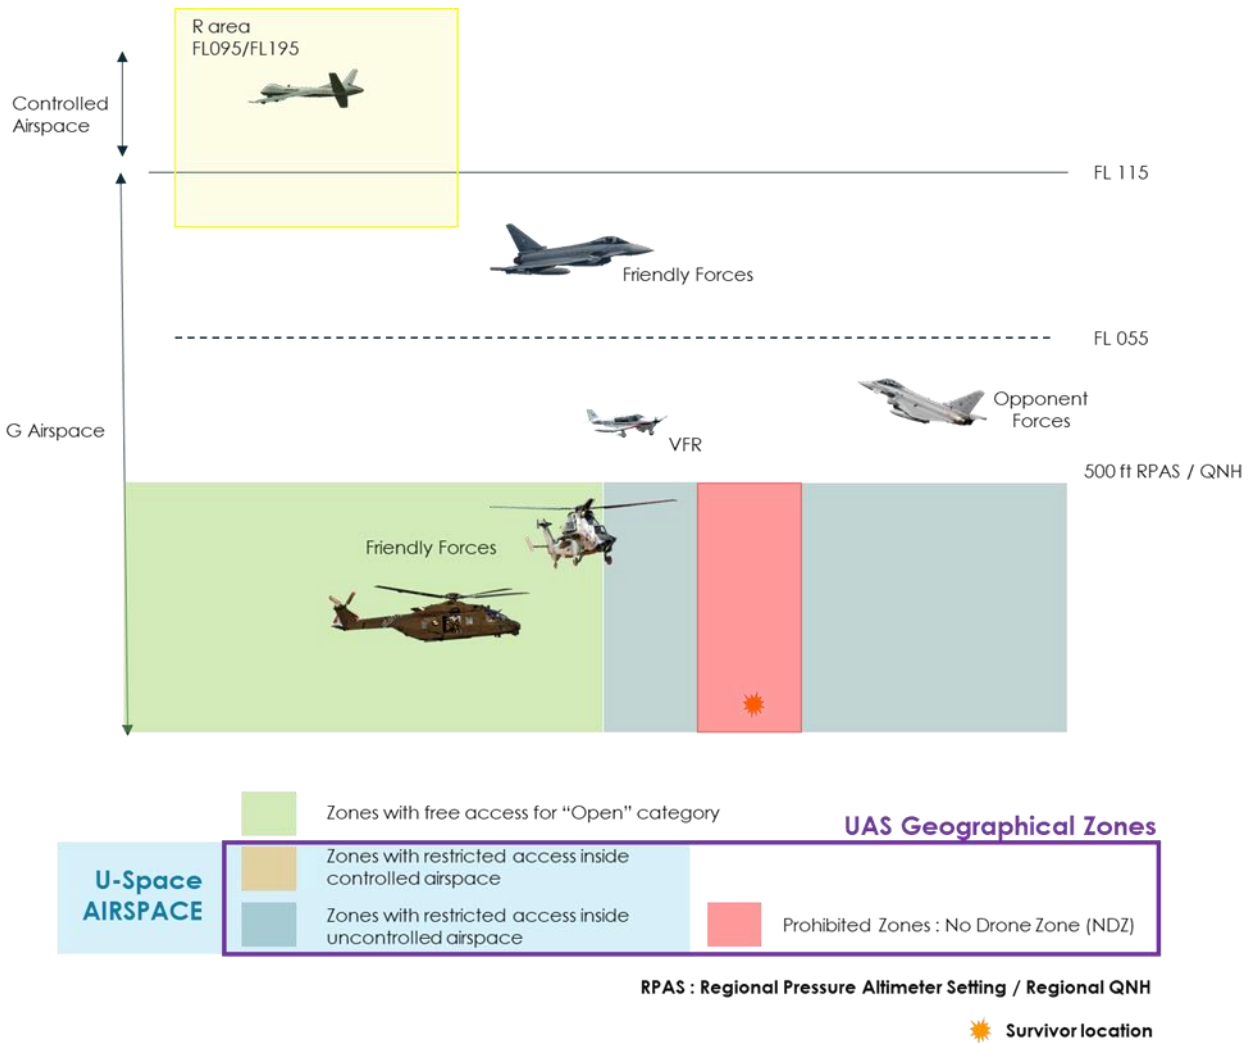 R area
FL095/FL195
Controlled
Airspace
FL 115
Friendly Forces
FL 055
Opponent
Forces
G Airspace
VFR
500 ft RPAS / QNH
Friendly Forces
Zones with free access for “Open” category
UAS Geographical Zones
U-Space
AIRSPACE
Zones with restricted access inside
controlled airspace
Zones with restricted access inside
uncontrolled airspace
Prohibited Zones : No Drone Zone (NDZ)
RPAS : Regional Pressure Altimeter Setting / Regional QNH
Survivor location